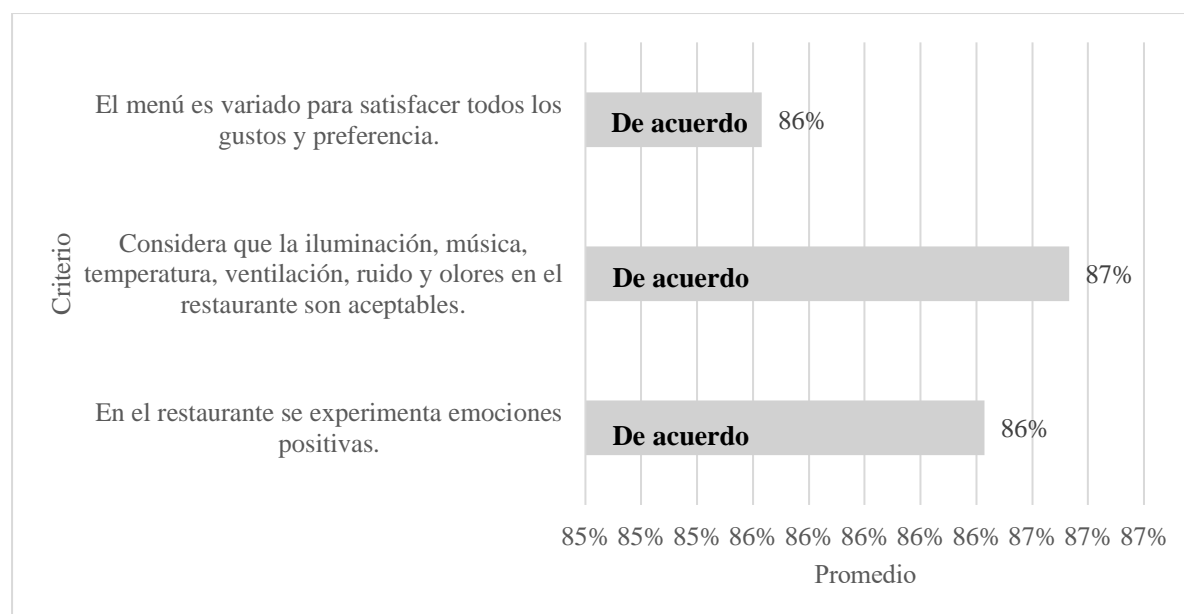 El menú es variado para satisfacer todos los
gustos y preferencia.
De acuerdo
86%
Criterio
Considera que la iluminación, música,
temperatura, ventilación, ruido y olores en el
restaurante son aceptables.
De acuerdo
87%
En el restaurante se experimenta emociones
positivas.
De acuerdo
86%
85% 85% 85% 86% 86% 86% 86% 86% 87% 87% 87%
Promedio